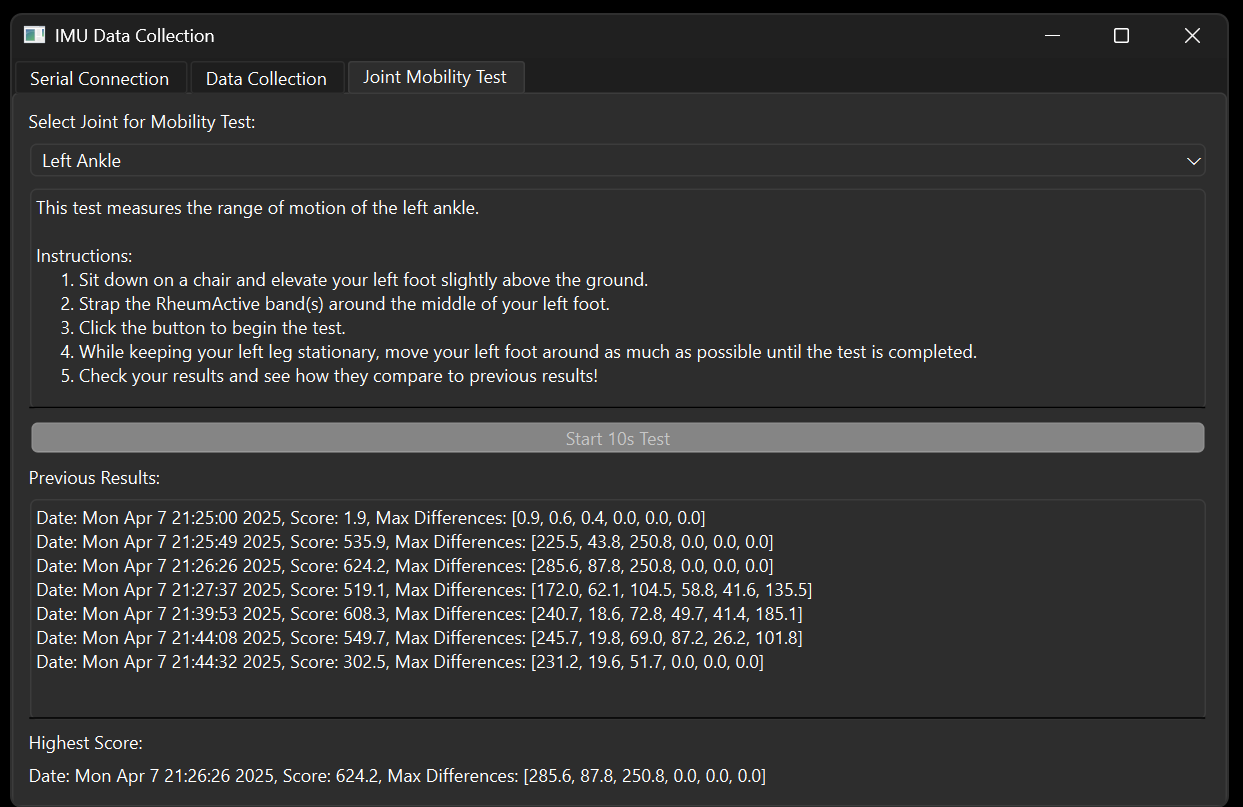 IMU Data Collection
Serial Connection
Data Collection
Joint Mobility Test
Select Joint for Mobility Test:
Left Ankle
This test measures the range of motion of the left ankle.
Instructions:
1. Sit down on a chair and elevate your left foot slightly above the ground.
2. Strap the RheumActive band(s) around the middle of your left foot.
3. Click the button to begin the test.
4. While keeping your left leg stationary, move your left foot around as much as possible until the test is completed.
5. Check your results and see how they compare to previous results!
Start 10s Test
Previous Results:
Date: Mon Apr 7 21:25:00 2025, Score: 1.9, Max Differences: [0.9, 0.6, 0.4, 0.0, 0.0, 0.0]
Date: Mon Apr 7 21:25:49 2025, Score: 535.9, Max Differences: [225.5, 43.8, 250.8, 0.0, 0.0, 0.0]
Date: Mon Apr 7 21:26:26 2025, Score: 624.2, Max Differences: [285.6, 87.8, 250.8, 0.0, 0.0, 0.0]
Date: Mon Apr 7 21:27:37 2025, Score: 519.1, Max Differences: [172.0, 62.1, 104.5, 58.8, 41.6, 135.5]
Date: Mon Apr 7 21:39:53 2025, Score: 608.3, Max Differences: [240.7, 18.6, 72.8, 49.7, 41.4, 185.1]
Date: Mon Apr 7 21:44:08 2025, Score: 549.7, Max Differences: [245.7, 19.8, 69.0, 87.2, 26.2, 101.8]
Date: Mon Apr 7 21:44:32 2025, Score: 302.5, Max Differences: [231.2, 19.6, 51.7, 0.0, 0.0, 0.0]
Highest Score:
Date: Mon Apr 7 21:26:26 2025, Score: 624.2, Max Differences: [285.6, 87.8, 250.8, 0.0, 0.0, 0.0]